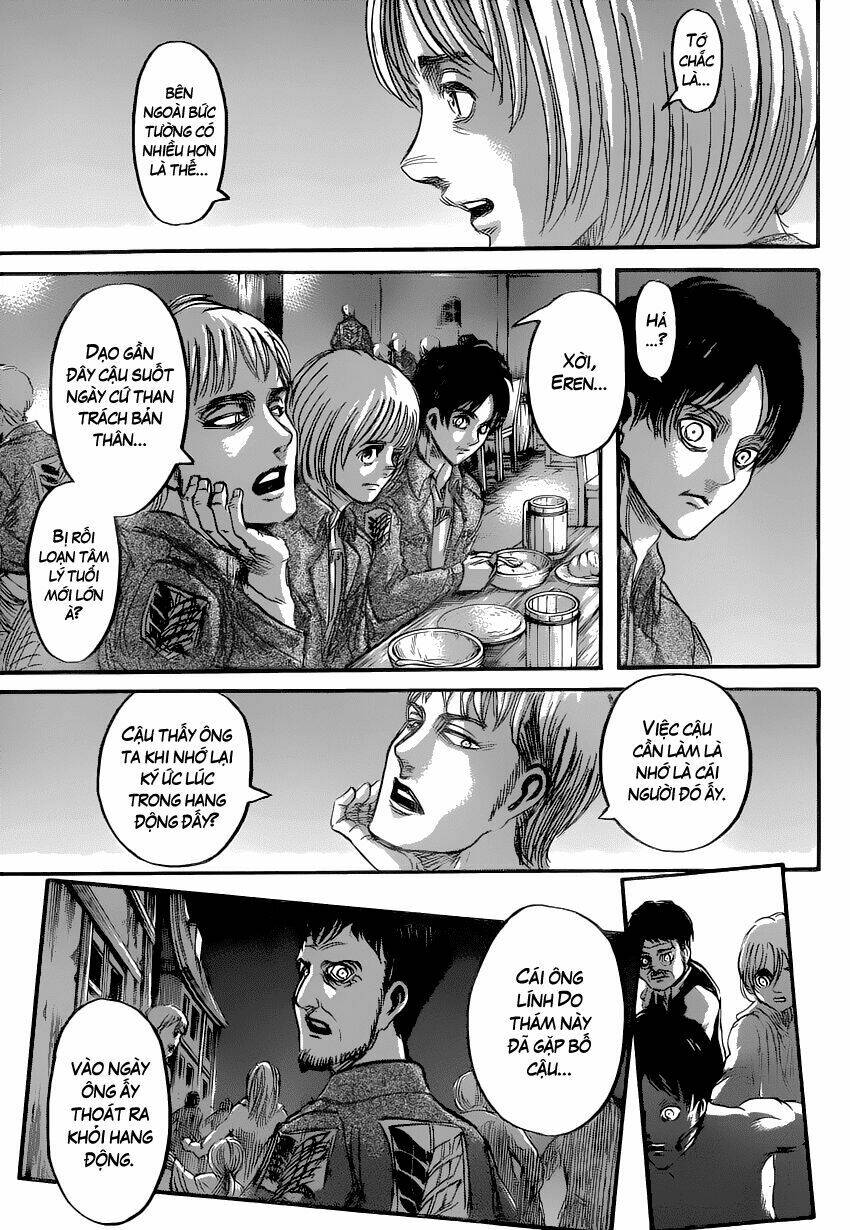 TỚ
CHẮC
LÀ...
BÊN
NGOÀI BỨC
TƯỜNG CÓ
NHIỀU HƠN
LÀ THẾ...
HẢ
...?
XỜI,
EREN...
DẠO GẦN
ĐÂY CẬU SUỐT
NGÀY CỨ THAN
TRÁCH BẢN
THÂN...
BỊ RỐI
LOẠN TÂM
LÝ TUỔI
MỚI LỚN
À?
VIỆC CẬU
CẦN LÀM LÀ
NHỚ LÀ CÁI
NGƯỜI ĐÓ ẤY.
CẬU THẤY ÔNG
TA KHI NHỚ LẠI
KÝ ỨC LÚC
TRONG HANG
ĐỘNG ĐẤY?
CÁI ÔNG
LÍNH DO
THÁM NÀY
ĐÃ GẶP BỐ
CẬU...
VÀO NGÀY
ÔNG ẤY
THOÁT RA
KHỎI HANG
ĐỘNG.